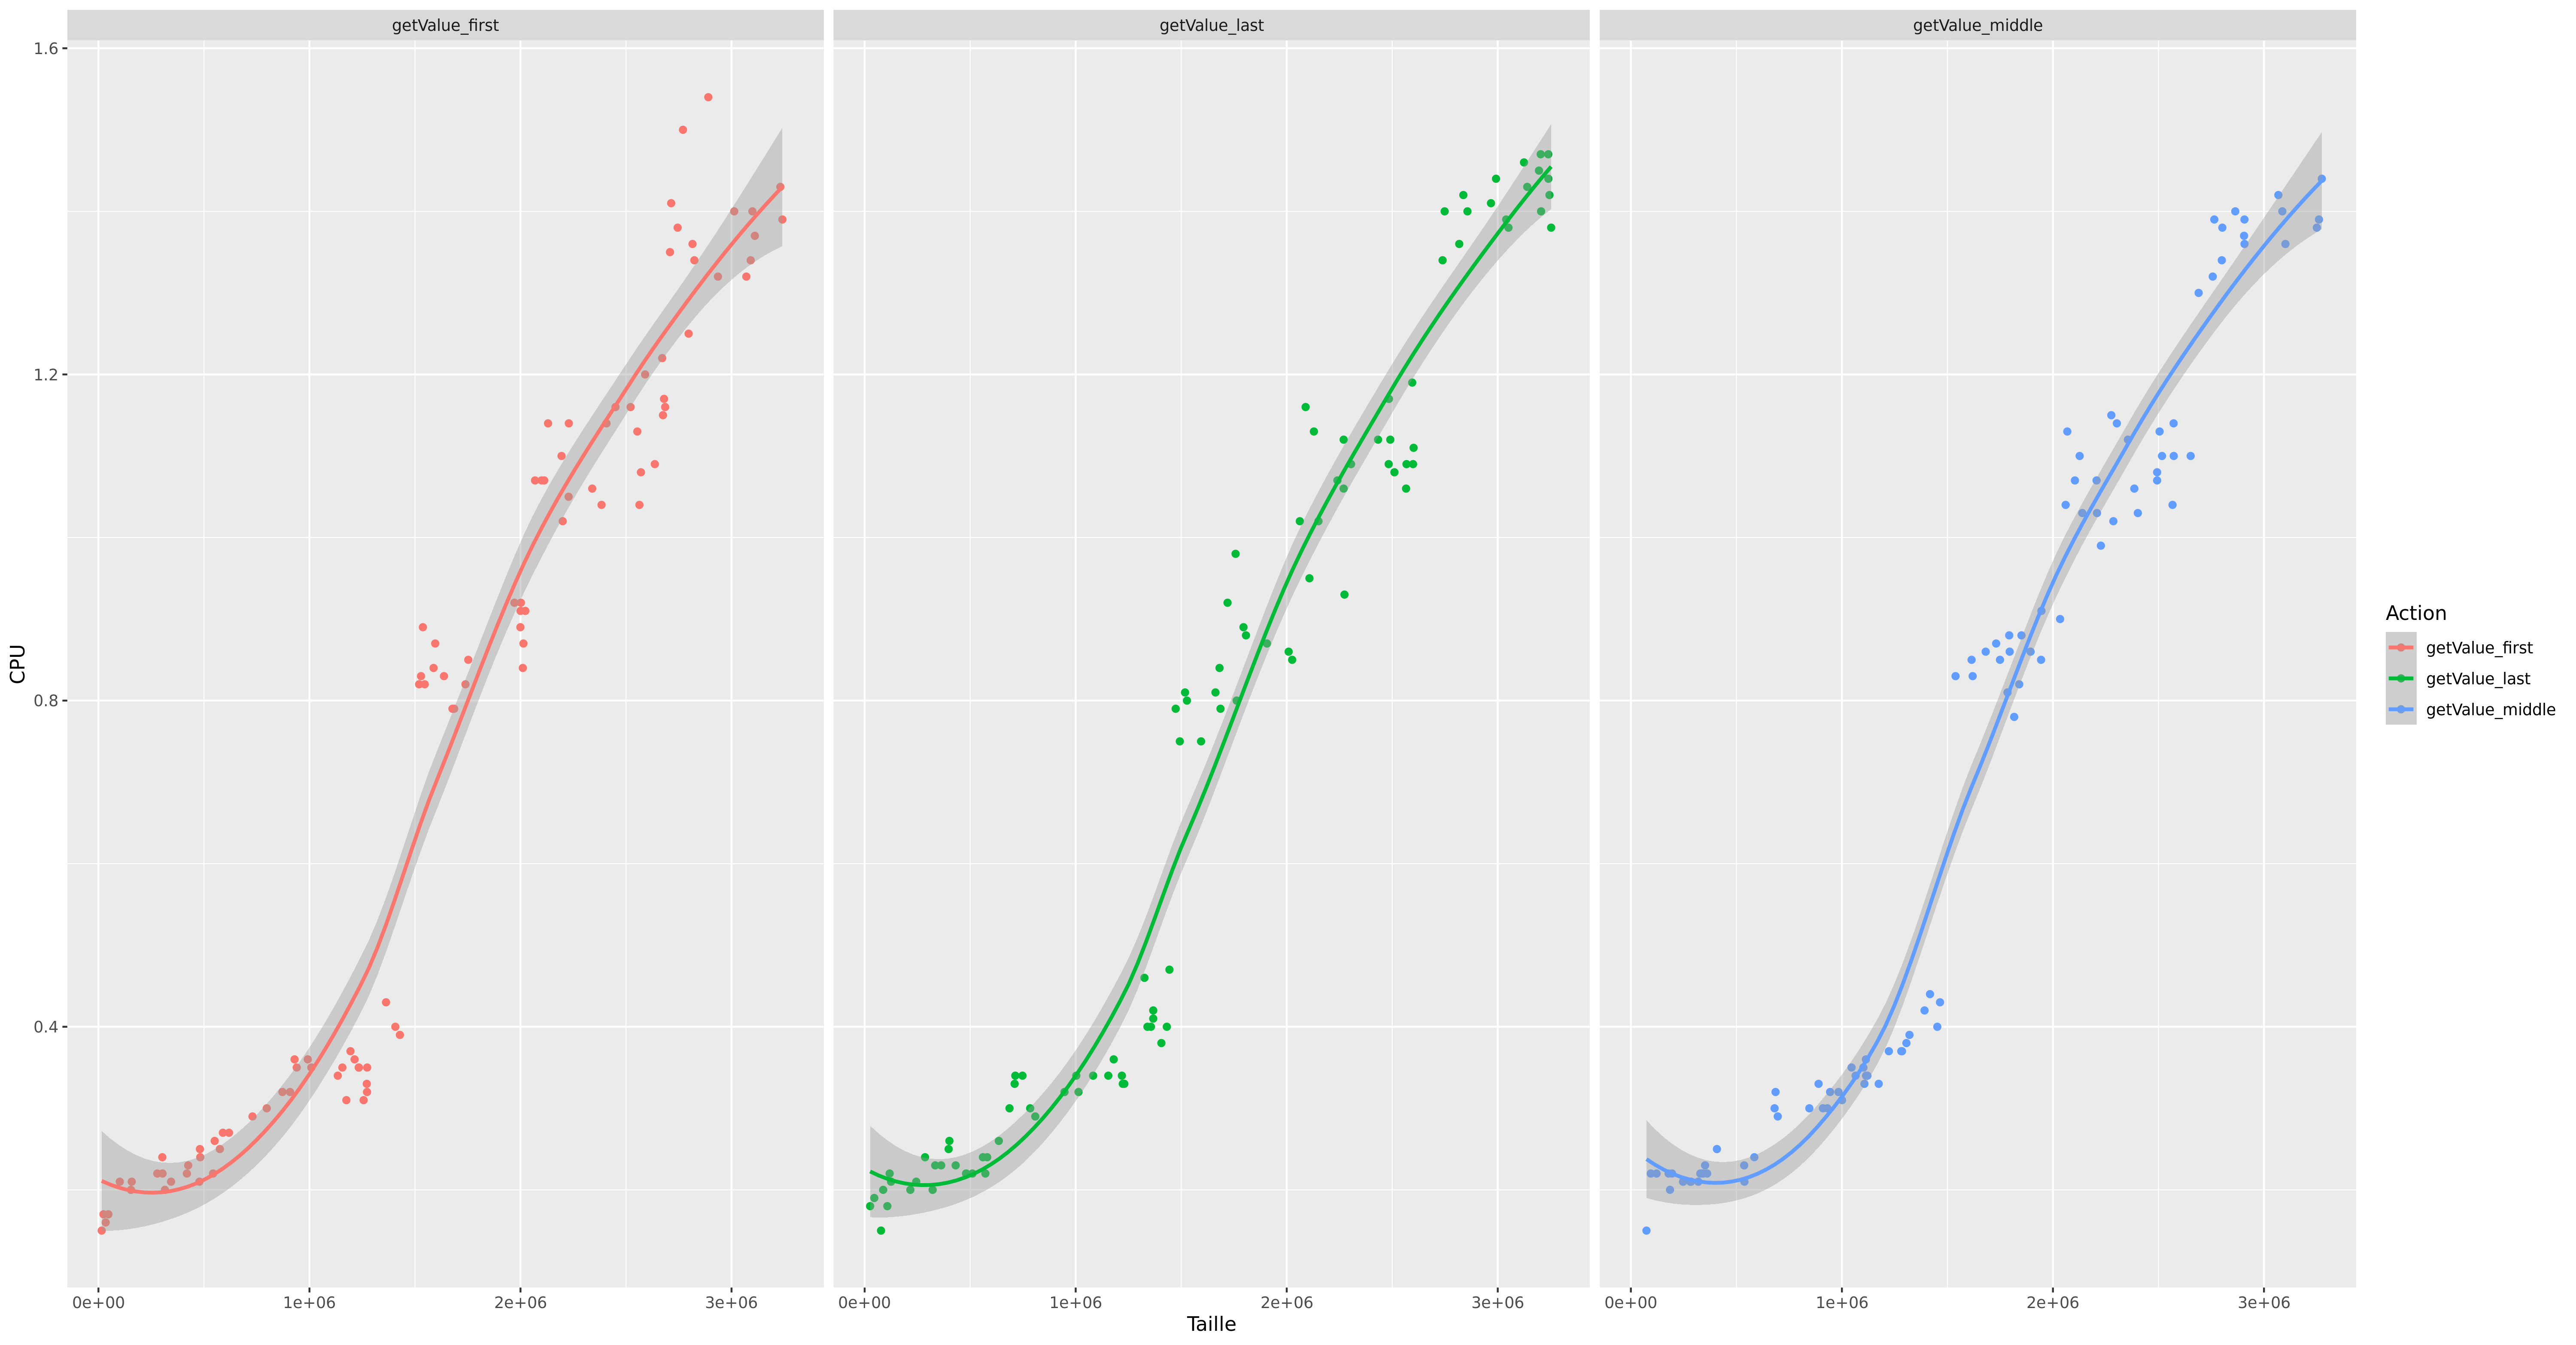 getValue_first
getValue_last
getValue_middle
1.6
1.2
0.8
0.4
CPU
0e+00
1e+06
2e+06
3e+06
0e+00
1e+06
2e+06
3e+06
0e+00
1e+06
2e+06
3e+06
Taille
Action
getValue_first
getValue_last
getValue_middle